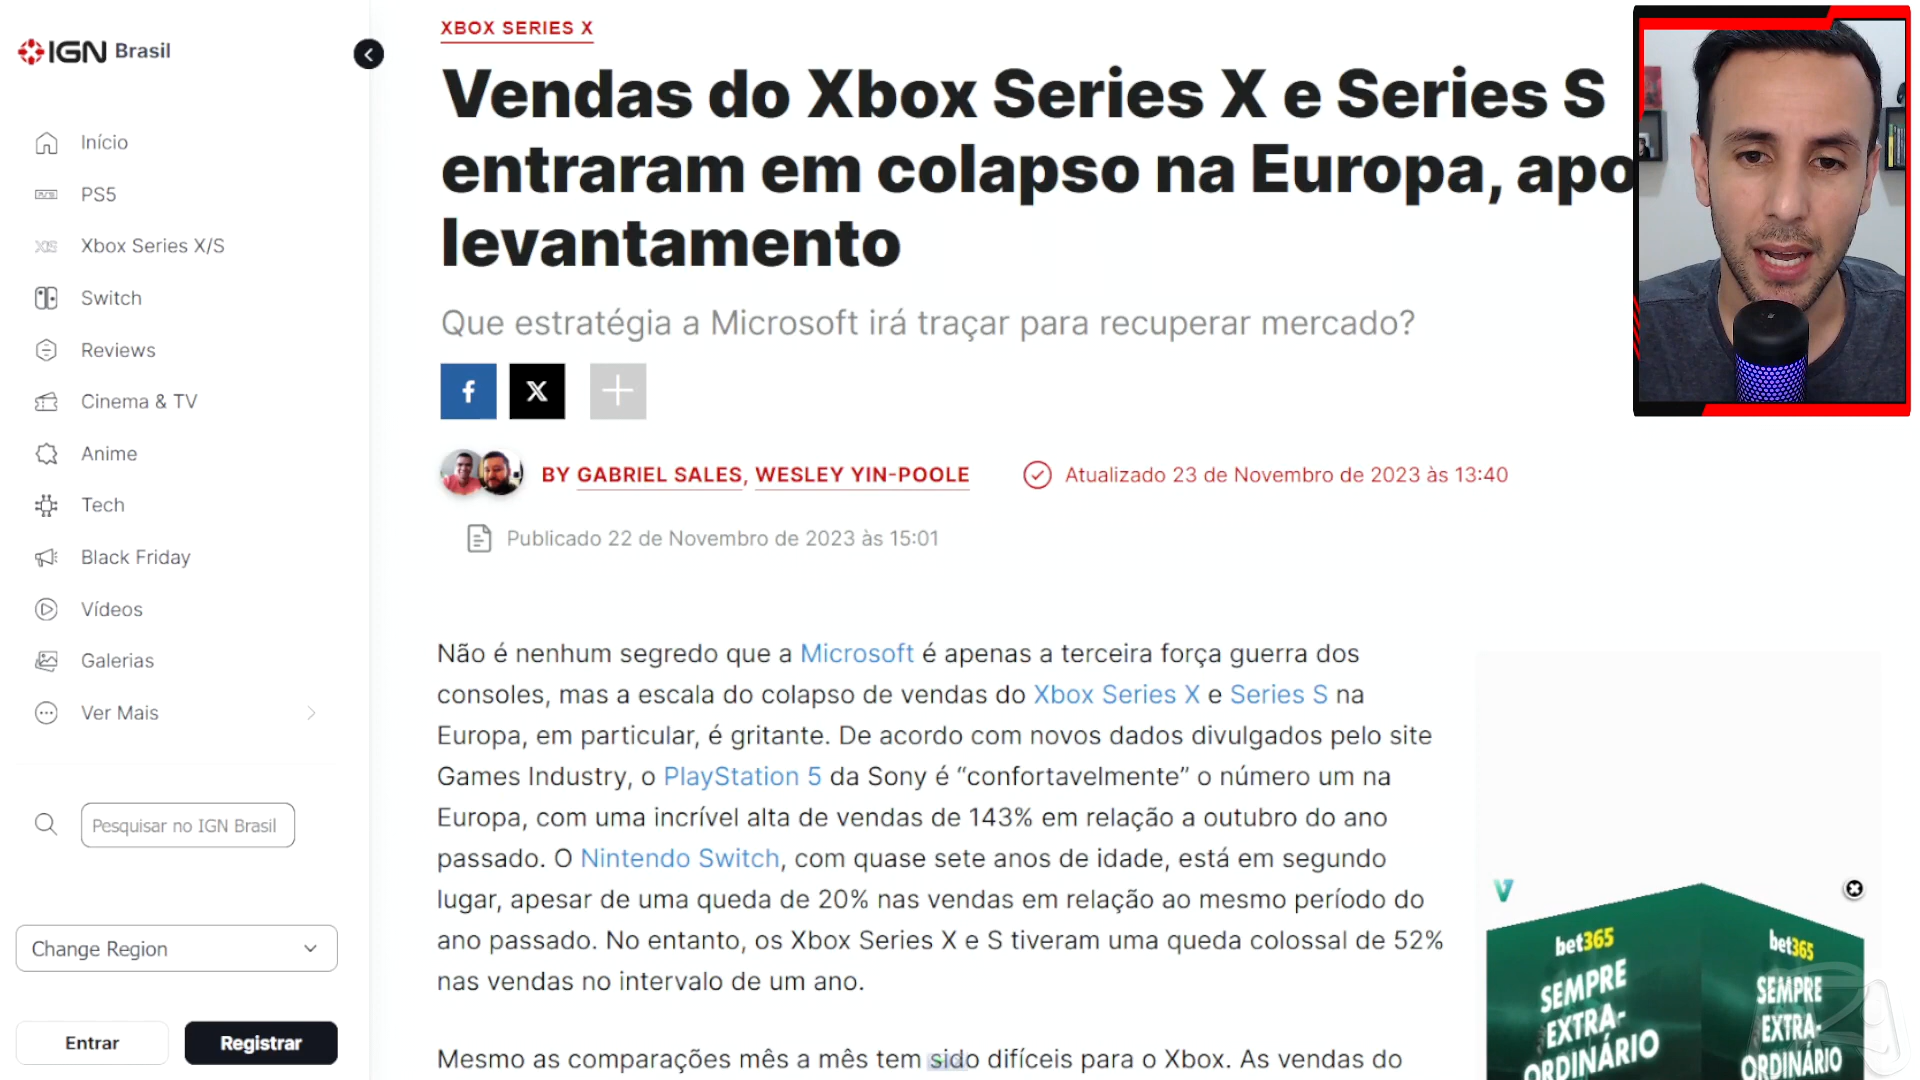 IGN Brasil
Início
PS5
Xbox Series X/S
Switch
Reviews
Cinema & TV
Anime
Tech
Black Friday
Vídeos
Galerias
Ver Mais
Pesquisar no IGN Brasil
Change Region
Entrar
Registrar
XBOX SERIES X
Vendas do Xbox Series X e Series S
entraram em colapso na Europa, apo
levantamento
Que estratégia a Microsoft irá traçar para recuperar mercado?
BY GABRIEL SALES, WESLEY YIN-POOLE
Atualizado 23 de Novembro de 2023 às 13:40
Publicado 22 de Novembro de 2023 às 15:01
Não é nenhum segredo que a Microsoft é apenas a terceira força guerra dos
consoles, mas a escala do colapso de vendas do Xbox Series X e Series S na
Europa, em particular, é gritante. De acordo com novos dados divulgados pelo site
Games Industry, o PlayStation 5 da Sony é “confortavelmente” o número um na
Europa, com uma incrível alta de vendas de 143% em relação a outubro do ano
passado. O Nintendo Switch, com quase sete anos de idade, está em segundo
lugar, apesar de uma queda de 20% nas vendas em relação ao mesmo período do
ano passado. No entanto, os Xbox Series X e S tiveram uma queda colossal de 52%
nas vendas no intervalo de um ano.
Mesmo as comparações mês a mês tem sido difíceis para o Xbox. As vendas do
bet365
SEMPRE
EXTRA-
ORDINÁRIO
bet365
SEMPRE
EXTRA-
ORDINÁRIO